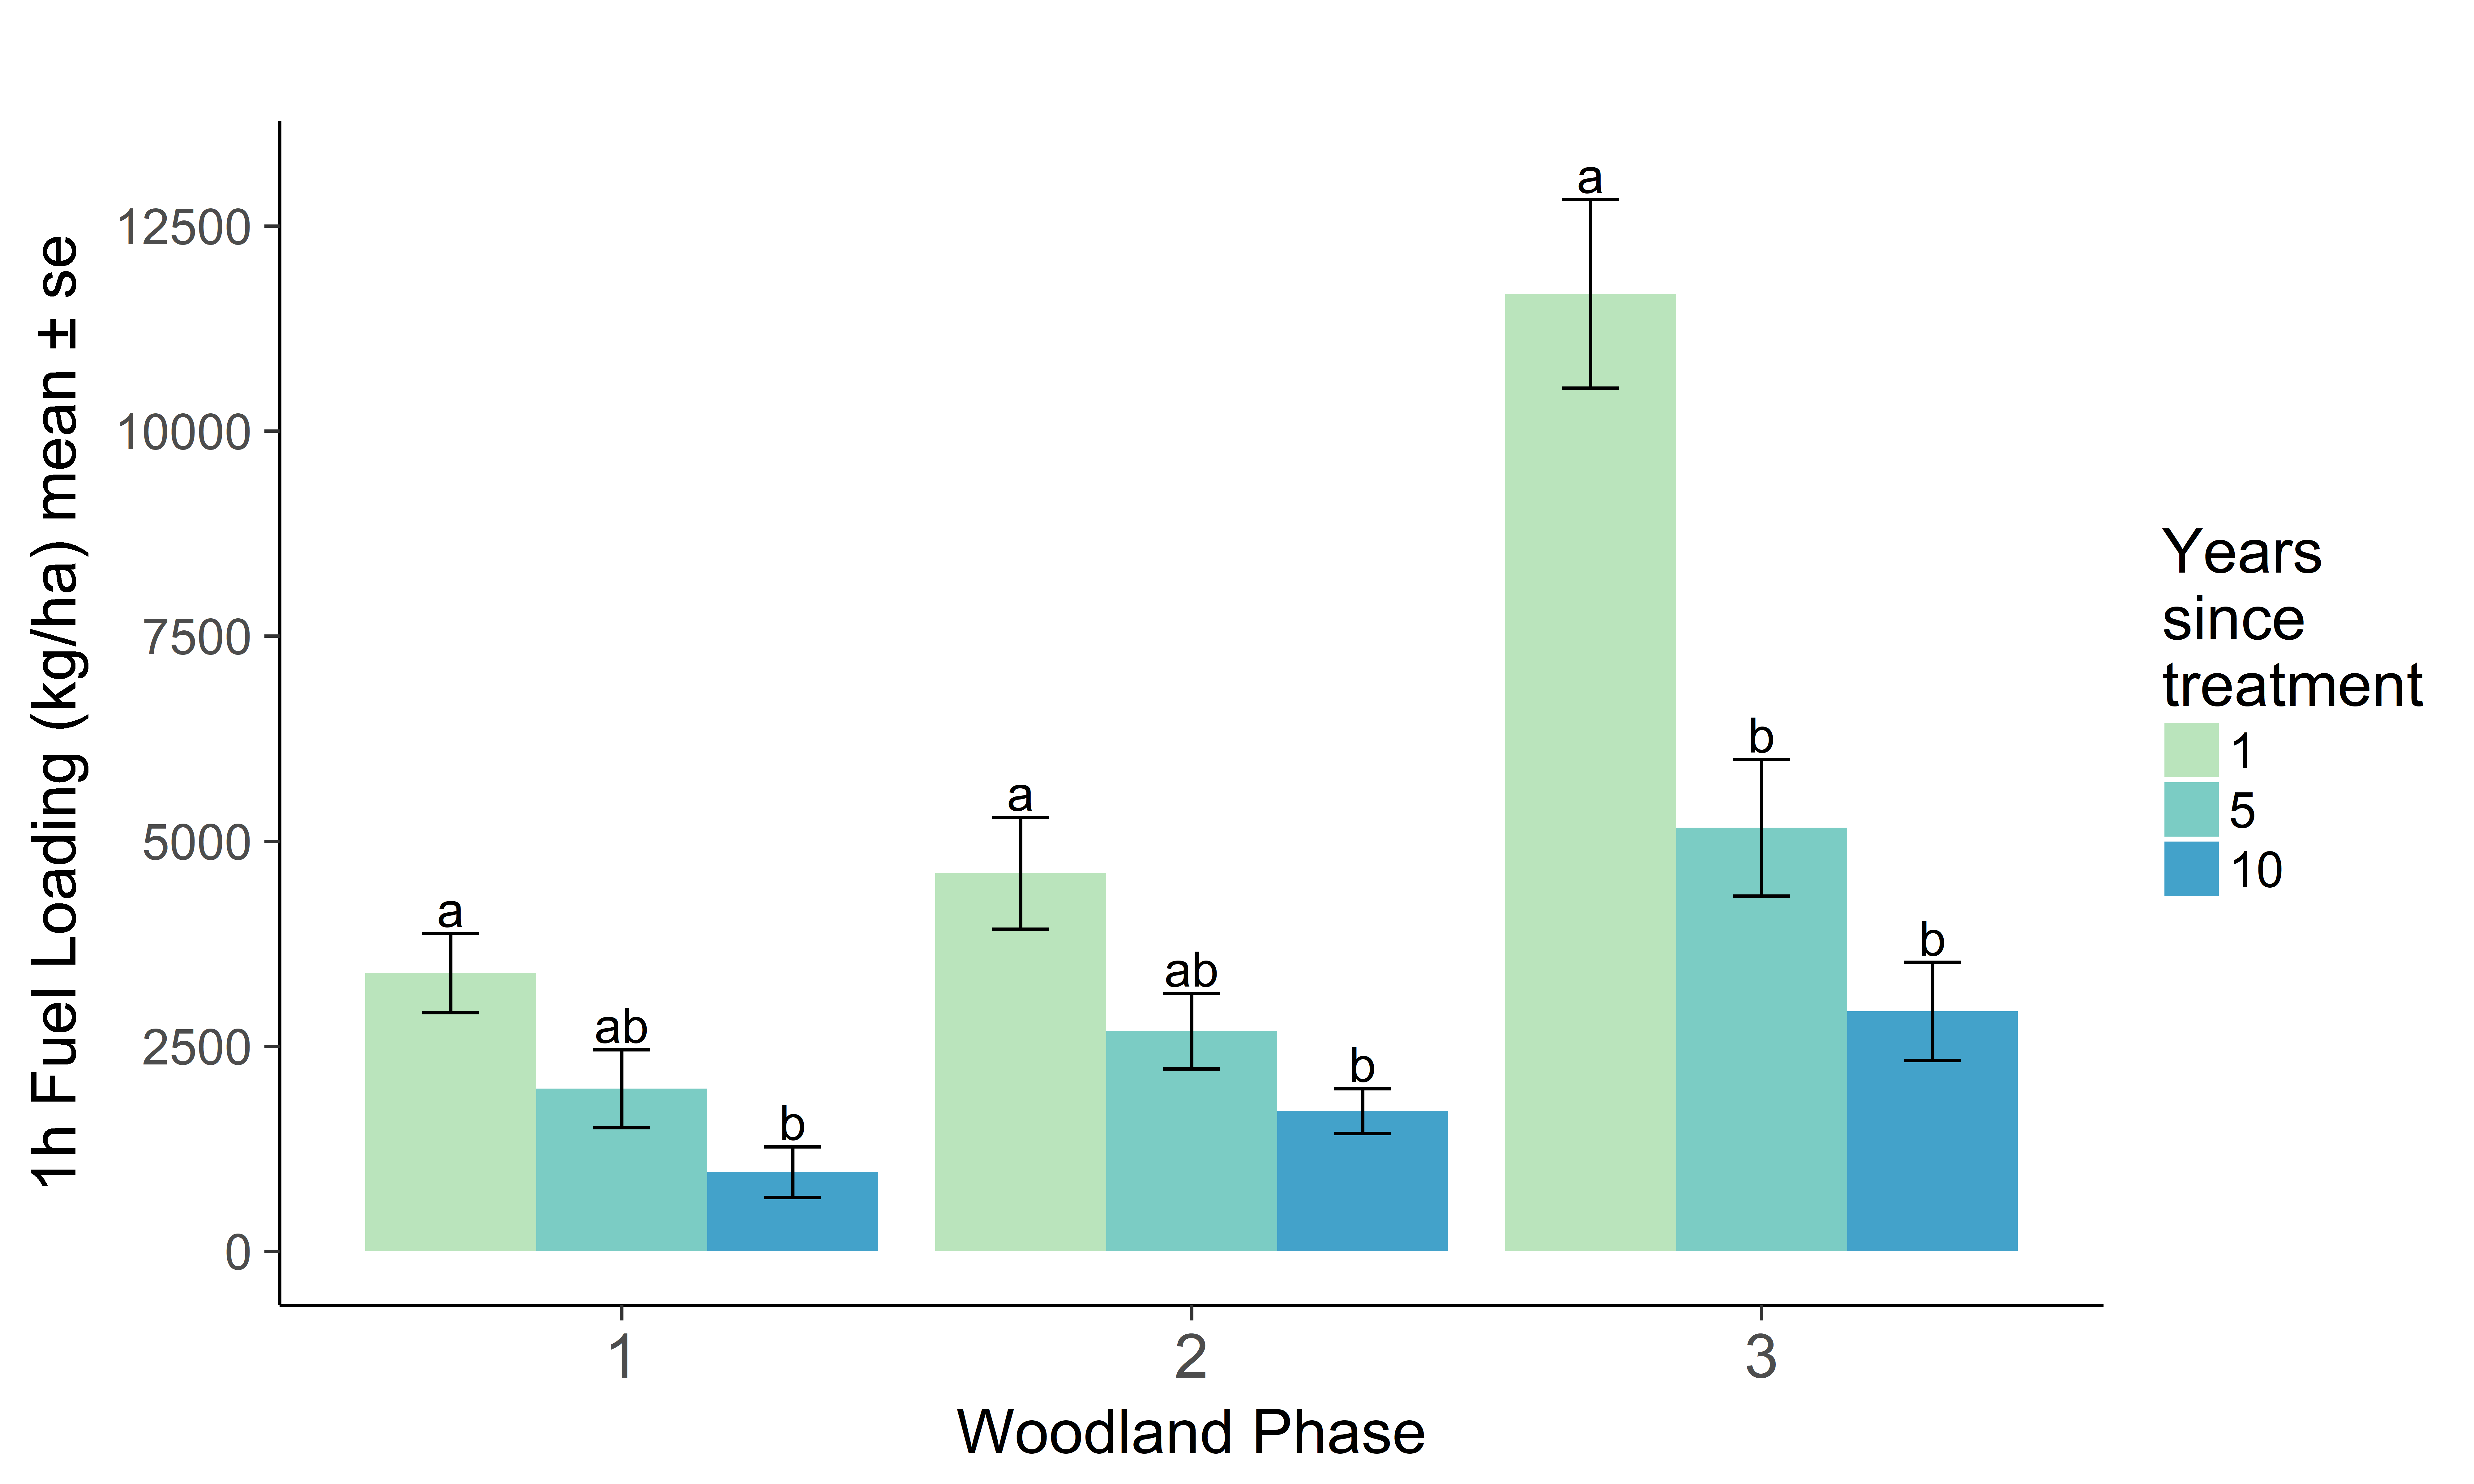 1h Fuel Loading (kg/ha) mean ± se
12500
10000
7500
5000
2500
0
a
ab
b
a
ab
b
a
b
b
1
2
3
Woodland Phase
Years
since
treatment
1
5
10